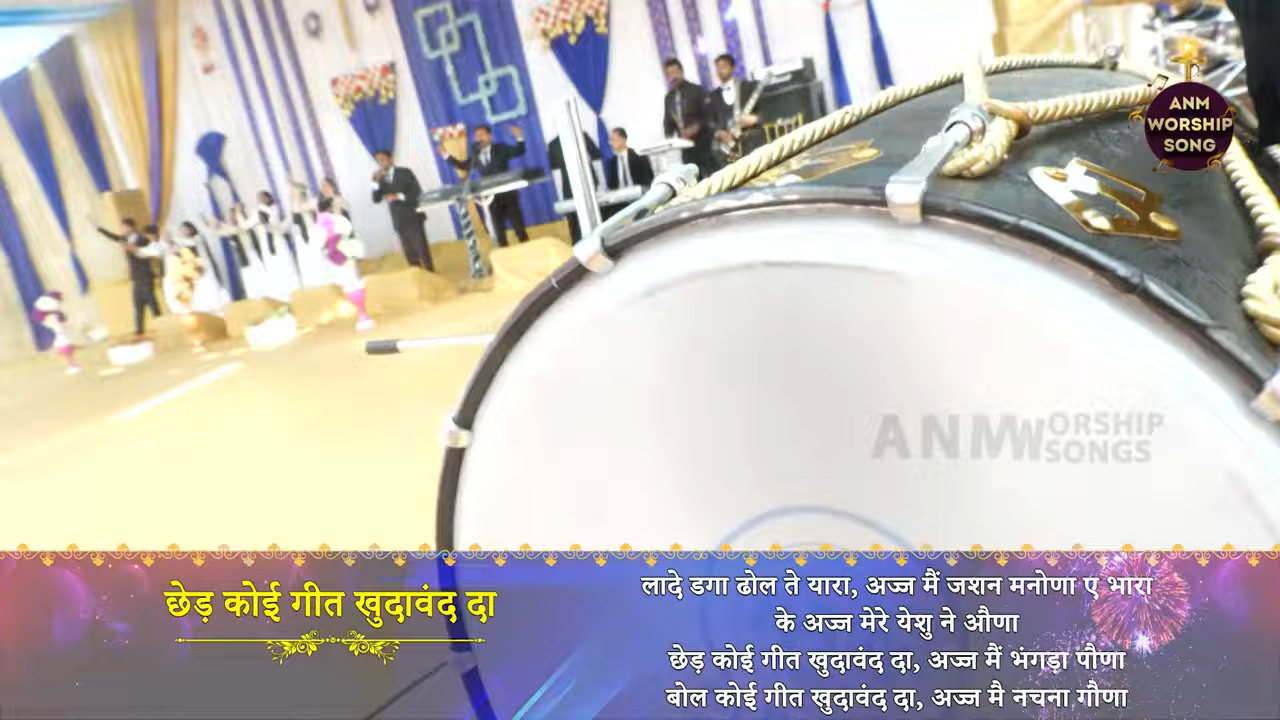 ANM
WORSHIP
SONG
ANM WORSHIP
SONGS
छेड़ कोई गीत खुदावंद दा
लादे डगा ढोल ते यारा, अज्ज मैं जशन मनोणा ए भारा
के अज्ज मेरे येशु ने औणा
छेड़ कोई गीत खुदावंद दा, अज्ज मैं भंगड़ा पौणा
बोल कोई गीत खुदावंद दा, अज्ज मै नचना गौणा